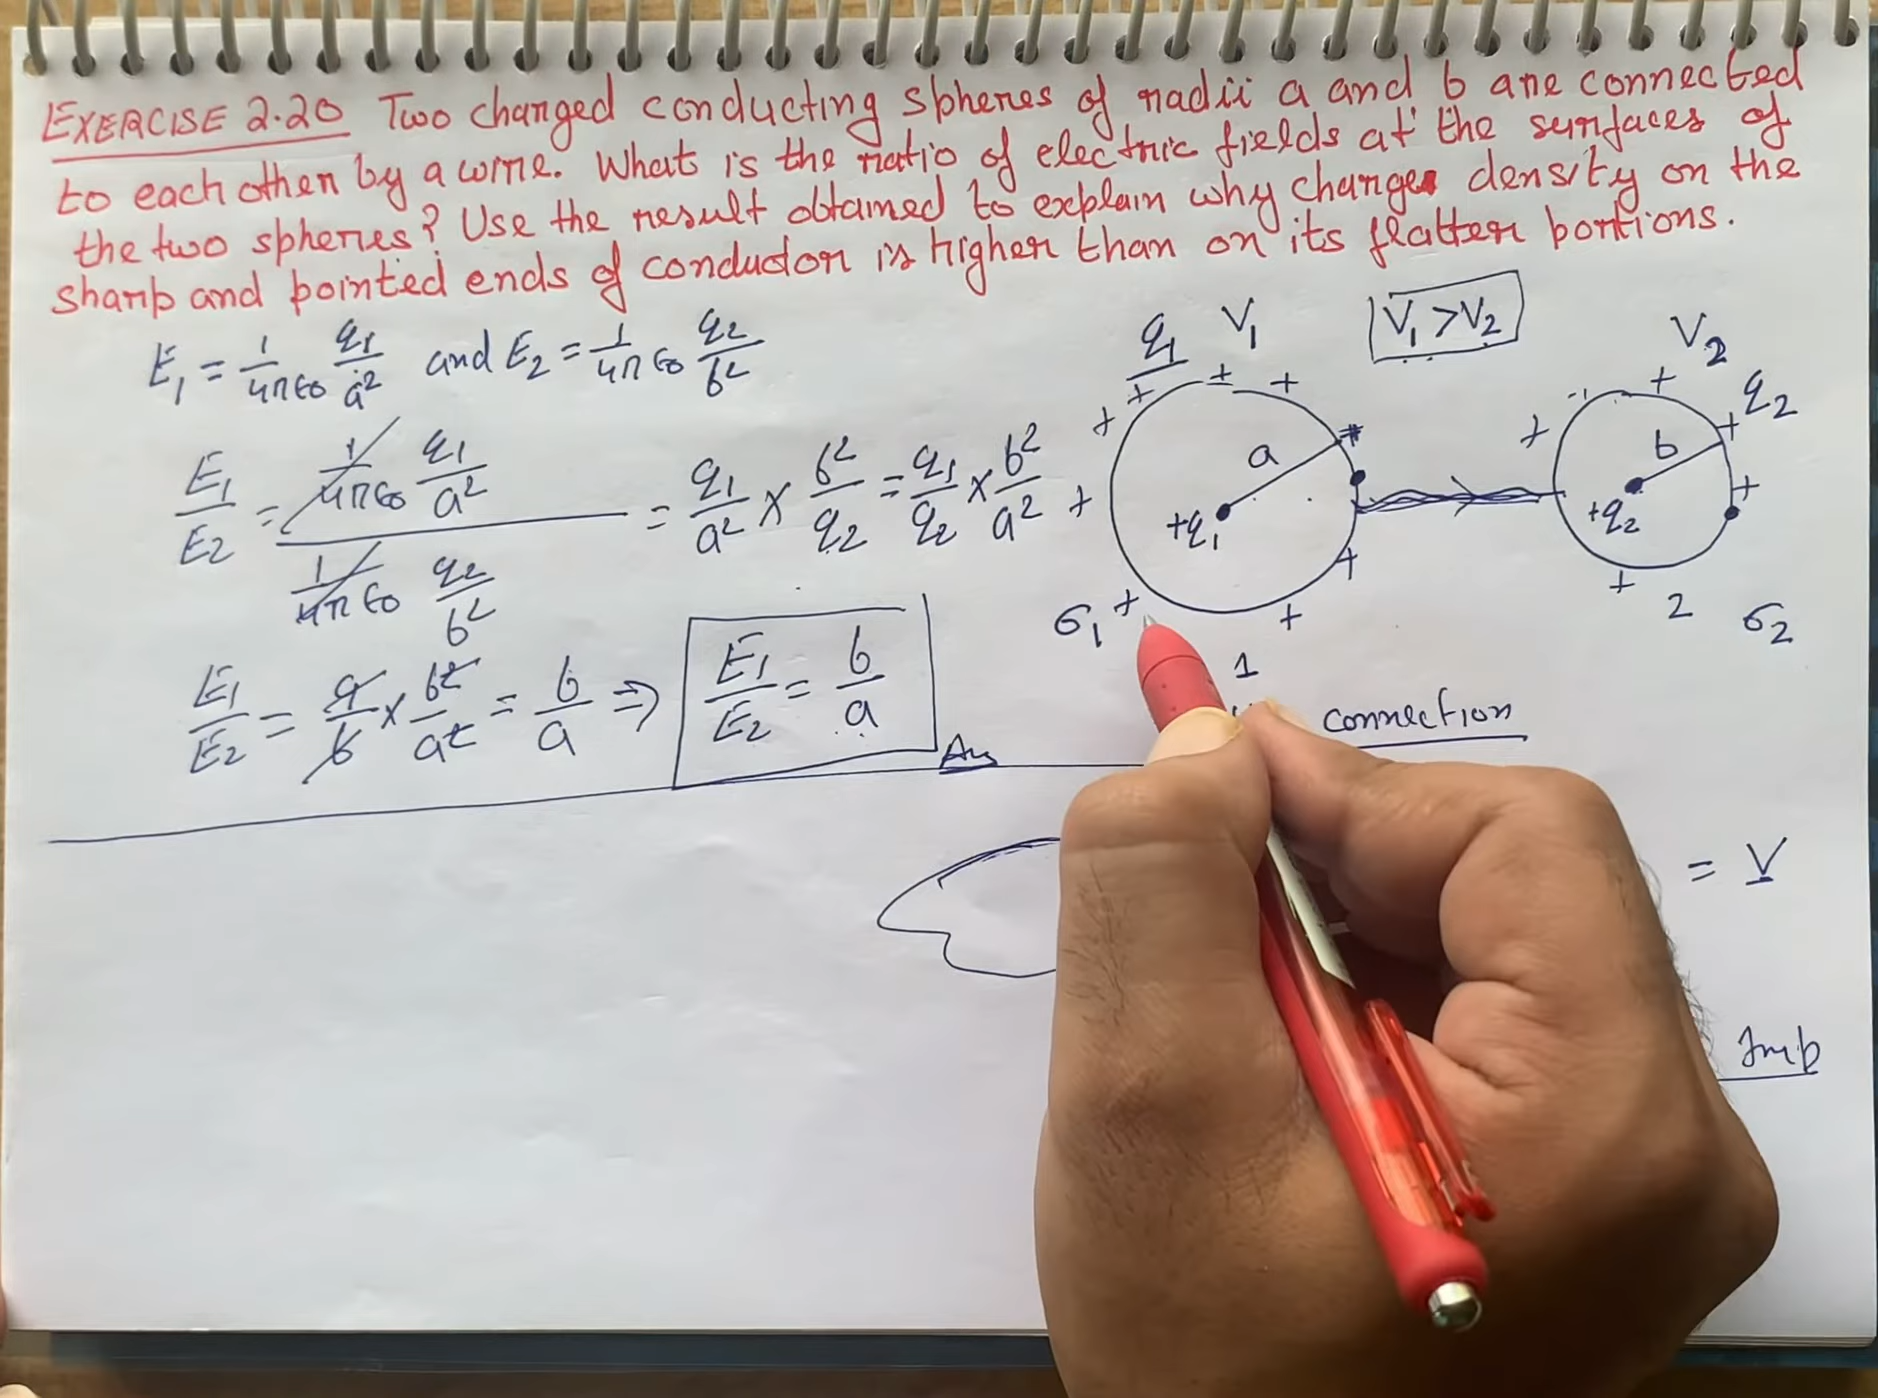 EXERCISE 2.20 Two charged conducting spheres of radii a and b are connected
to each other by a wire. What is the ratio of electric fields at the surfaces of
the two spheres? Use the result obtained to explain why charge density on the
sharp and pointed ends of conductor is higher than on its flatter portions.
E₁ = 1/4πε₀ q₁/a² and E₂ = 1/4πε₀ q₂/b²
q₁ V₁ V₁ > V₂ V₂ q₂
E₁/E₂ = (1/4πε₀ q₁/a²)/(1/4πε₀ q₂/b²) = q₁/a² × b²/q₂ = q₁/q₂ × b²/a²
a +q₁ b +q₂
σ₁ 1 2 σ₂
E₁/E₂ = a/b × b²/a² = b/a ⇒ E₁/E₂ = b/a Ans
connection
= V
Imp